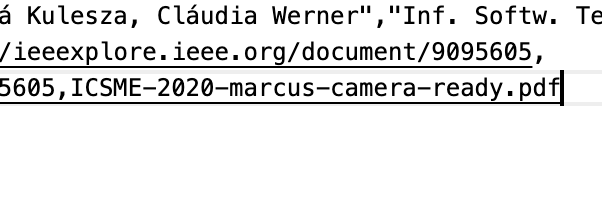 á Kulesza, Cláudia Werner","Inf. Softw. Te
/ieeexplore.ieee.org/document/9095605,
5605,ICSME-2020-marcus-camera-ready.pdf